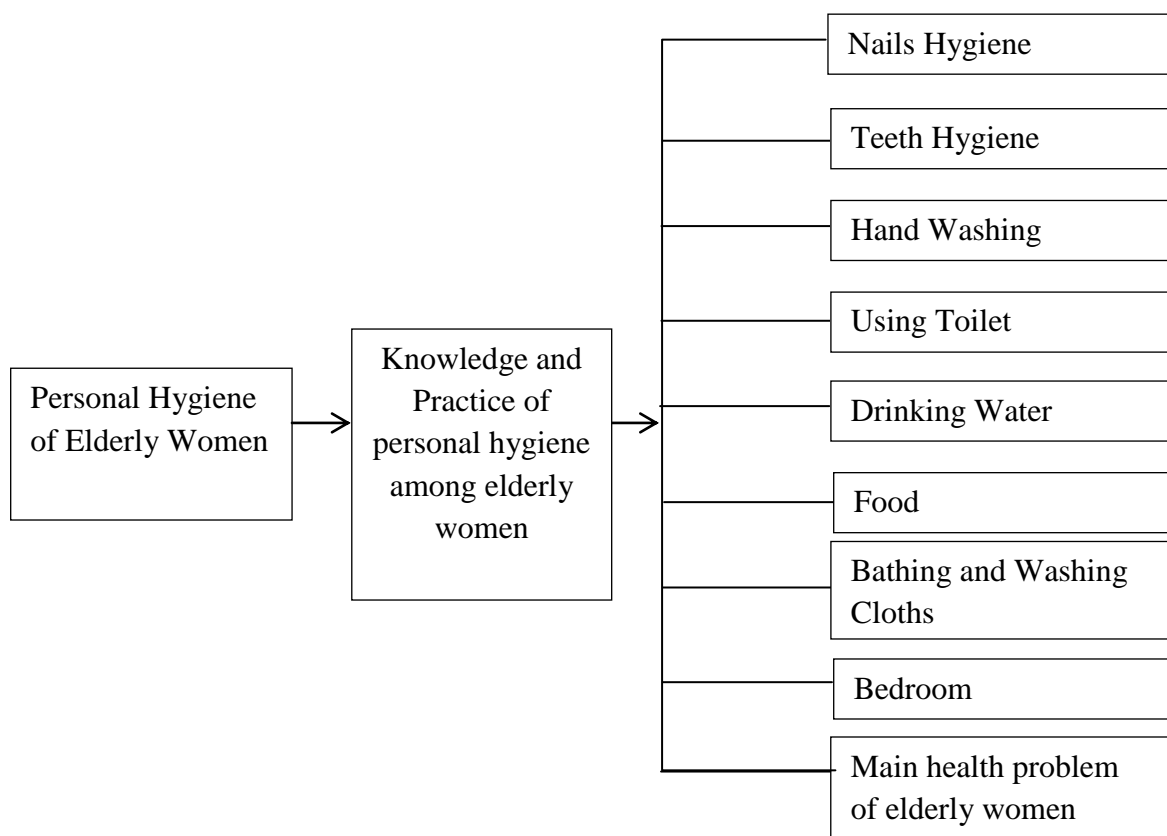 Personal Hygiene
of Elderly Women
Knowledge and
Practice of
personal hygiene
among elderly
women
Nails Hygiene
Teeth Hygiene
Hand Washing
Using Toilet
Drinking Water
Food
Bathing and Washing
Cloths
Bedroom
Main health problem
of elderly women